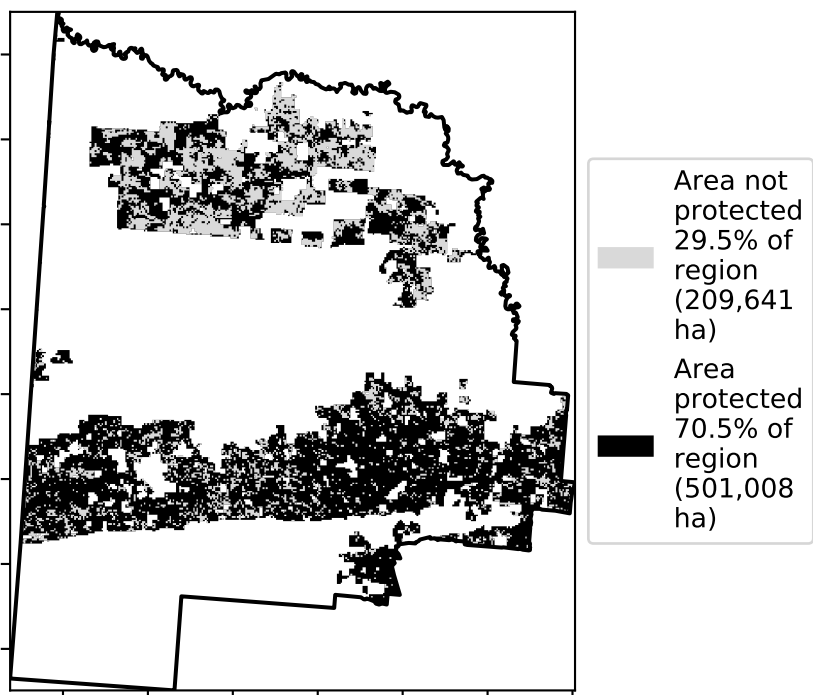 Area not
protected
29.5% of
region
(209,641
ha)
Area
protected
70.5% of
region
(501,008
ha)